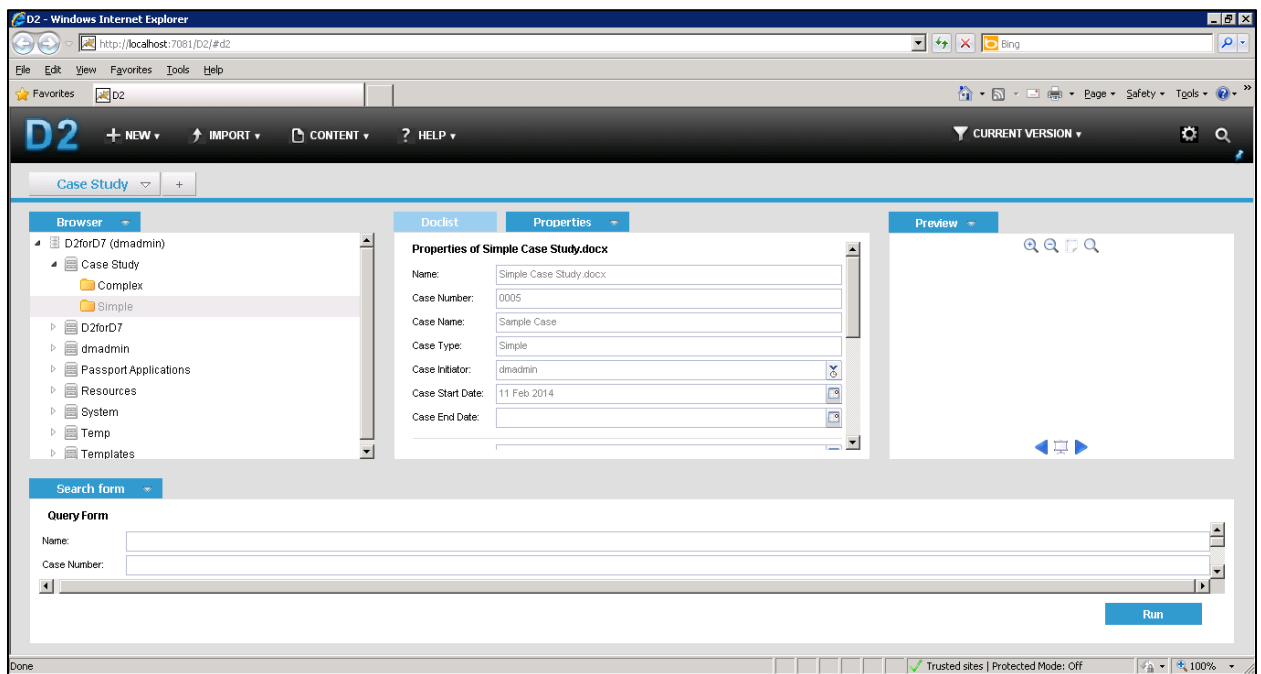 D2 - Windows Internet Explorer
http://localhost:7081/D2/#d2
Bing
File Edit View Favorites Tools Help
Favorites D2 Page Safety Tools
D2 NEW IMPORT CONTENT ? HELP CURRENT VERSION
Case Study +
Browser
D2forD7 (dmadmin)
Case Study
Complex
Simple
D2forD7
dmadmin
Passport Applications
Resources
System
Temp
Templates
Doclist Properties
Properties of Simple Case Study.docx
Name: Simple Case Study.docx
Case Number: 0005
Case Name: Sample Case
Case Type: Simple
Case Initiator: dmadmin
Case Start Date: 11 Feb 2014
Case End Date:
Preview
Search form
Query Form
Name:
Case Number:
Run
Done Trusted sites | Protected Mode: Off 100%